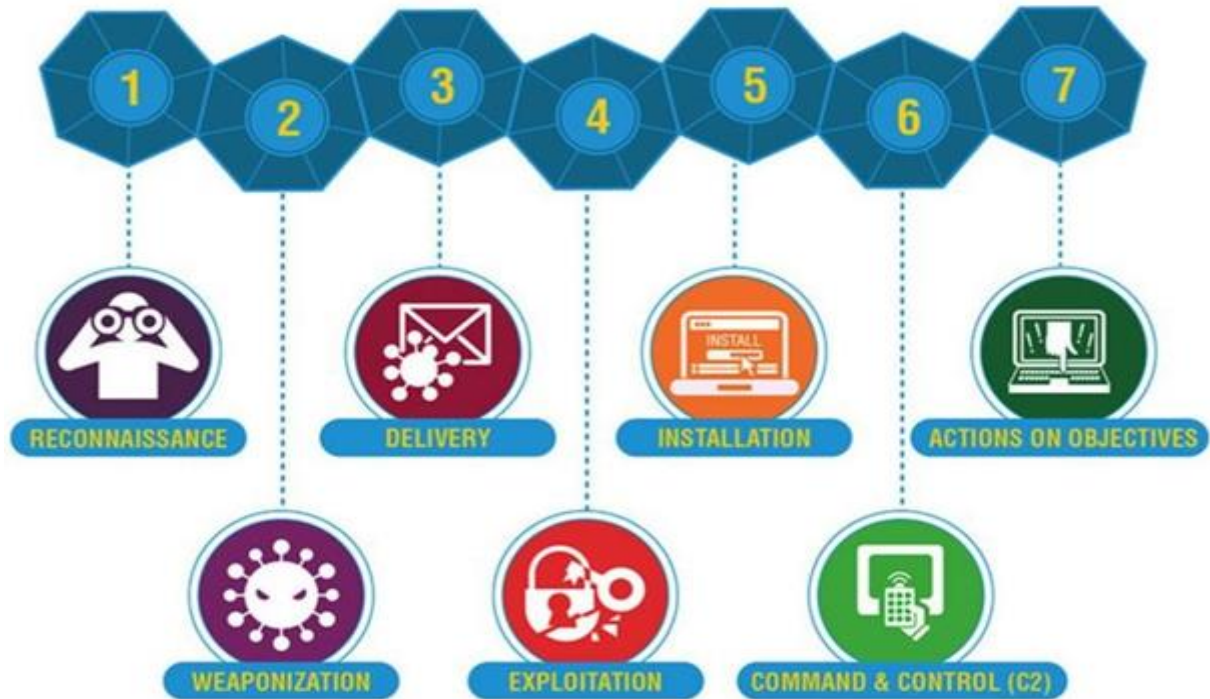 1
2
3
4
5
6
7
INSTALL
RECONNAISSANCE
DELIVERY
INSTALLATION
ACTIONS ON OBJECTIVES
WEAPONIZATION
EXPLOITATION
COMMAND & CONTROL (C2)